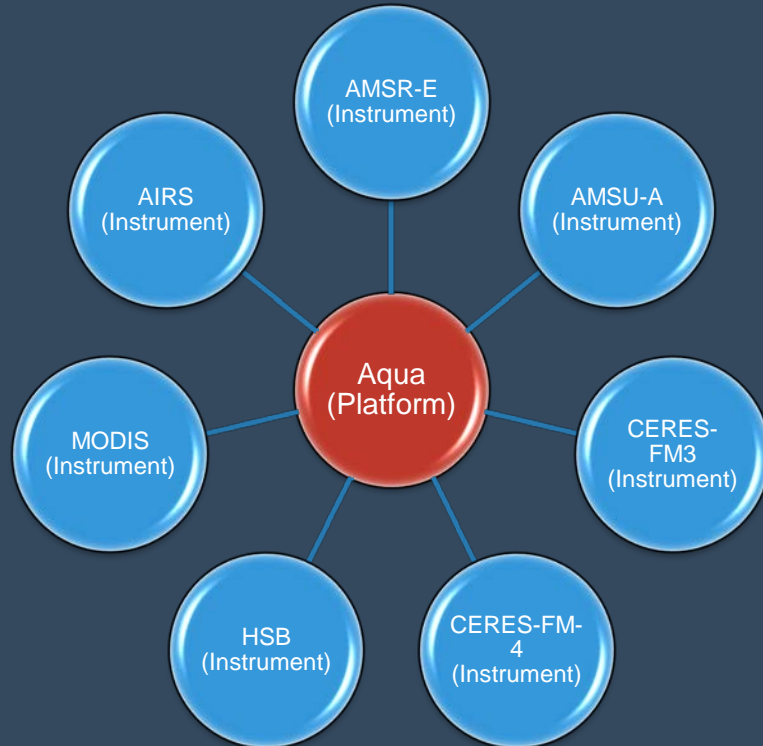 AMSR-E
(Instrument)
AMSU-A
(Instrument)
CERES-
FM3
(Instrument)
CERES-FM-
4
(Instrument)
HSB
(Instrument)
MODIS
(Instrument)
AIRS
(Instrument)
Aqua
(Platform)